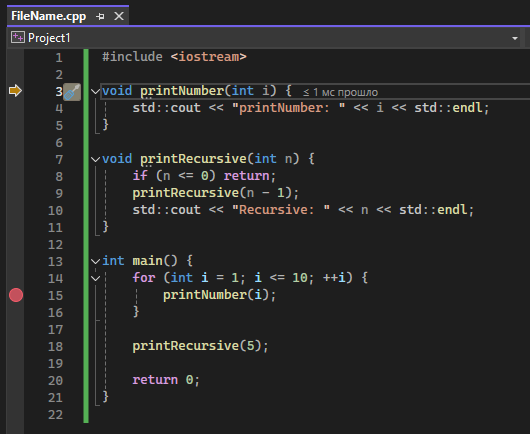 FileName.cpp
Project1
1 #include <iostream>
2
3 void printNumber(int i) { ≤ 1 мс прошло
4 std::cout << "printNumber: " << i << std::endl;
5 }
6
7 void printRecursive(int n) {
8 if (n <= 0) return;
9 printRecursive(n - 1);
10 std::cout << "Recursive: " << n << std::endl;
11 }
12
13 int main() {
14 for (int i = 1; i <= 10; ++i) {
15 printNumber(i);
16 }
17
18 printRecursive(5);
19
20 return 0;
21 }
22